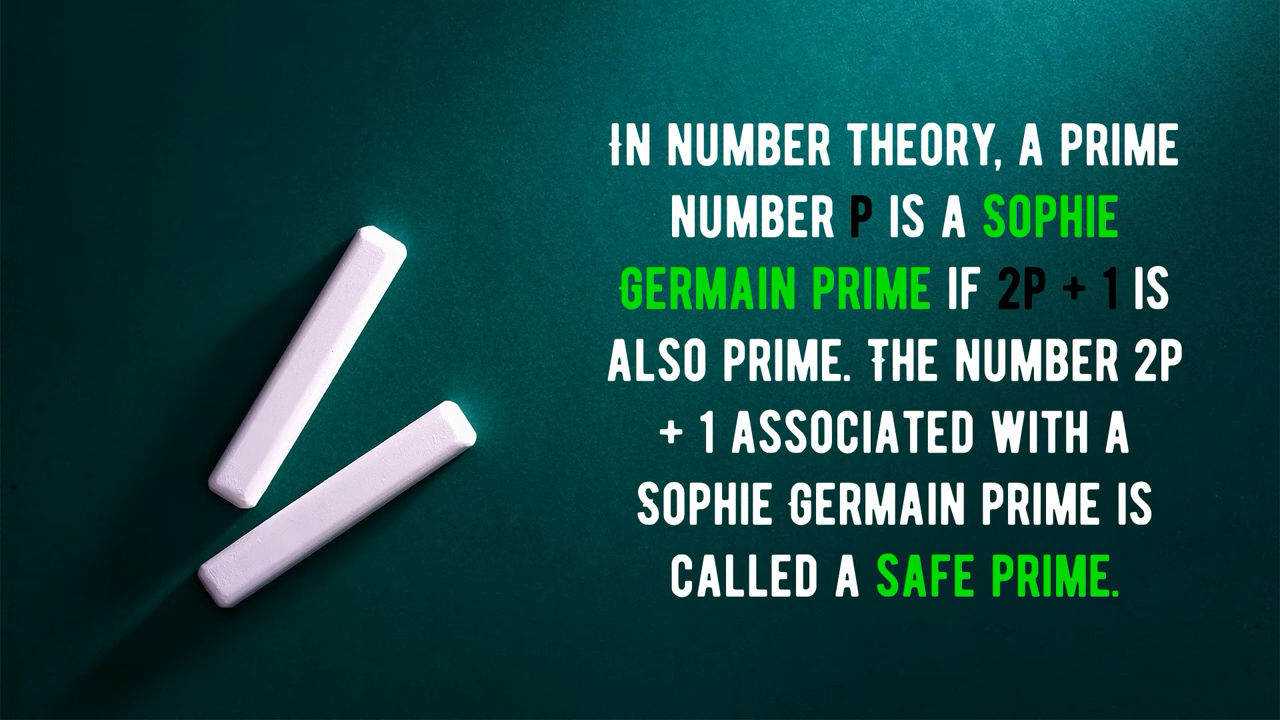 In number theory, a prime
number p is a Sophie
Germain prime if 2p + 1 is
also prime. The number 2p
+ 1 associated with a
Sophie Germain prime is
called a safe prime.